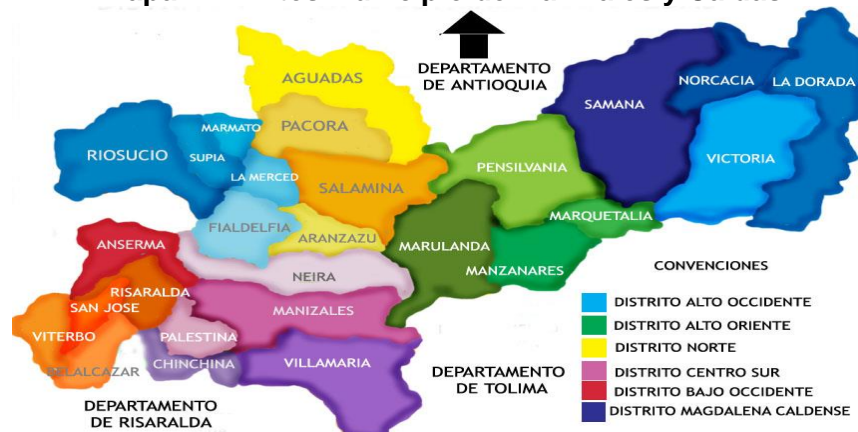 DEPARTAMENTO
DE ANTIOQUIA
AGUADAS
NORCACIA
LA DORADA
SAMANA
PACORA
MARMATO
RIOSUCIO
SUPIA
PENSILVANIA
VICTORIA
LA MERCED
SALAMINA
MARQUETALIA
FIALDELFIA
ARANZAZU
ANSERMA
MARULANDA
NEIRA
MANZANARES
CONVENCIONES
RISARALDA
SAN JOSE
MANIZALES
VITERBO
PALESTINA
CHINCHINA
VILLAMARIA
BELALCAZAR
DEPARTAMENTO
DE TOLIMA
DEPARTAMENTO
DE RISARALDA
DISTRITO ALTO OCCIDENTE
DISTRITO ALTO ORIENTE
DISTRITO NORTE
DISTRITO CENTRO SUR
DISTRITO BAJO OCCIDENTE
DISTRITO MAGDALENA CALDENSE